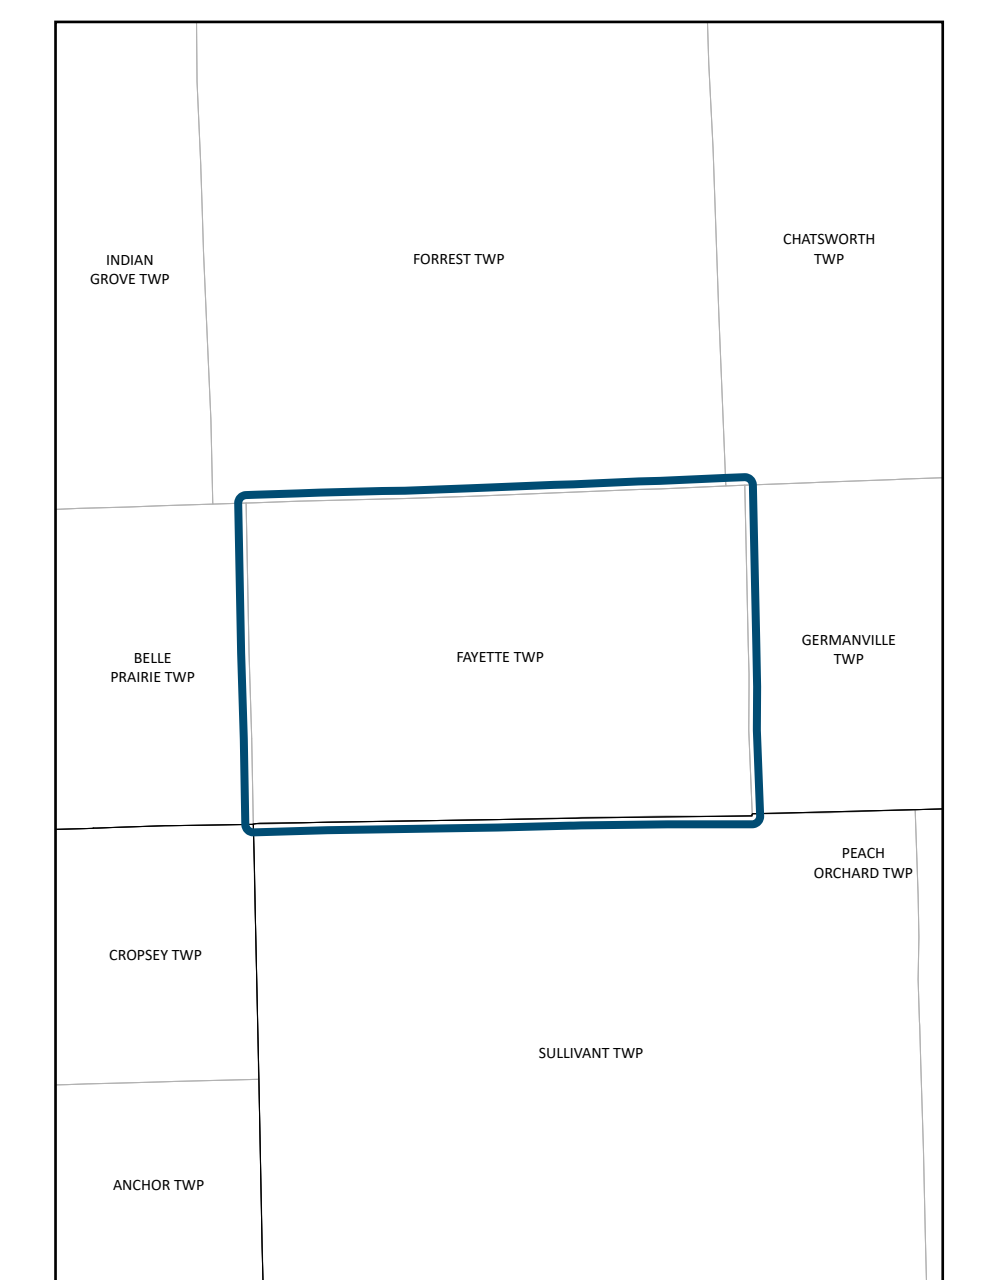 INDIAN
GROVE TWP
FORREST TWP
CHATSWORTH
TWP
BELLE
PRAIRIE TWP
FAYETTE TWP
GERMANVILLE
TWP
PEACH
ORCHARD TWP
CROPSEY TWP
SULLIVANT TWP
ANCHOR TWP